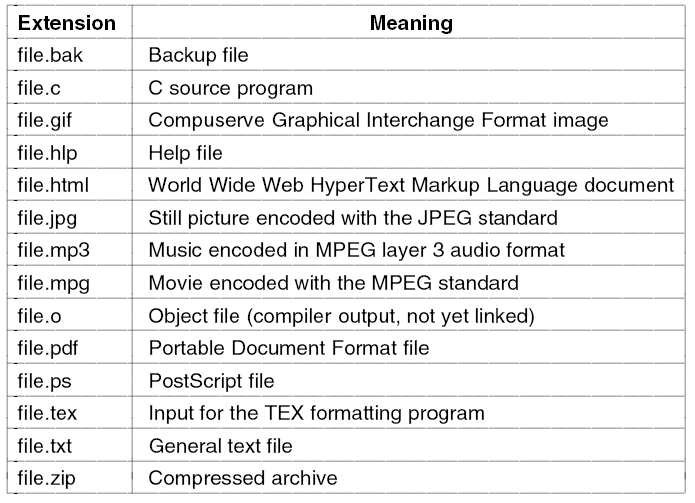 Extension Meaning
file.bak Backup file
file.c C source program
file.gif Compuserve Graphical Interchange Format image
file.hlp Help file
file.html World Wide Web HyperText Markup Language document
file.jpg Still picture encoded with the JPEG standard
file.mp3 Music encoded in MPEG layer 3 audio format
file.mpg Movie encoded with the MPEG standard
file.o Object file (compiler output, not yet linked)
file.pdf Portable Document Format file
file.ps PostScript file
file.tex Input for the TEX formatting program
file.txt General text file
file.zip Compressed archive